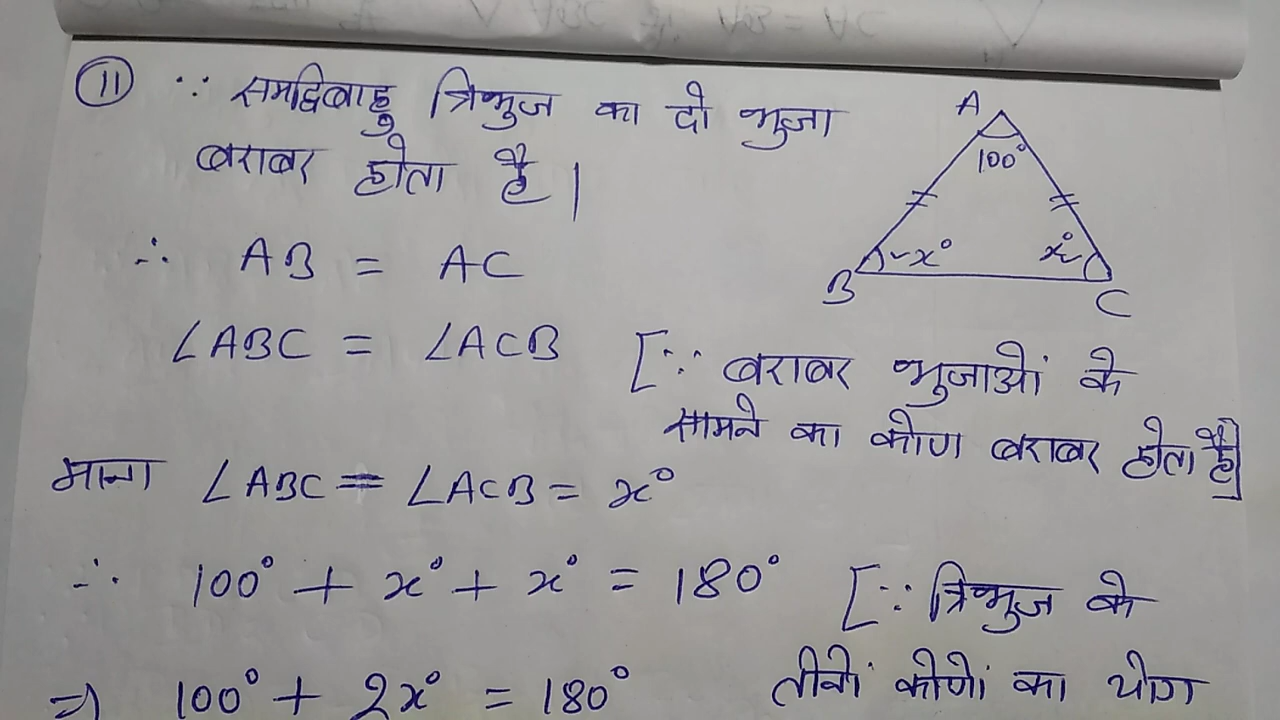 (11) ∵ समद्विबाहु त्रिभुज का दो भुजा
बराबर होता है।
A
100°
x° x°
B C
∴ AB = AC
∠ABC = ∠ACB [∵ बराबर भुजाओं के
सामने का कोण बराबर होता है]
माना ∠ABC = ∠ACB = x°
∴ 100° + x° + x° = 180° [∵ त्रिभुज के
तीनों कोणों का योग
⇒ 100° + 2x° = 180°